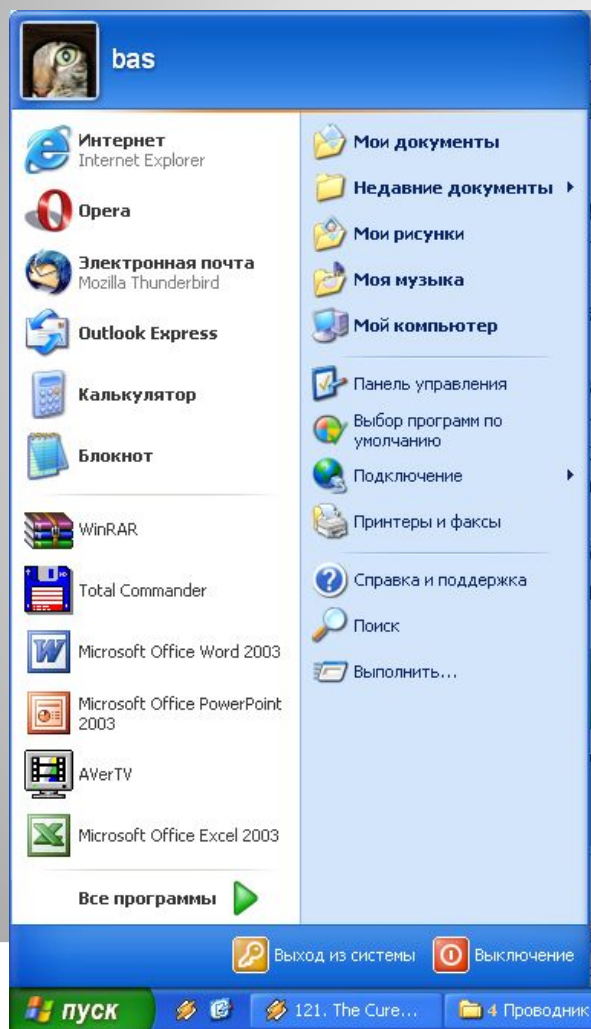 bas
Интернет
Internet Explorer
Opera
Электронная почта
Mozilla Thunderbird
Outlook Express
Калькулятор
Блокнот
WinRAR
Total Commander
Microsoft Office Word 2003
Microsoft Office PowerPoint
2003
AVerTV
Microsoft Office Excel 2003
Все программы
Мои документы
Недавние документы
Мои рисунки
Моя музыка
Мой компьютер
Панель управления
Выбор программ по
умолчанию
Подключение
Принтеры и факсы
Справка и поддержка
Поиск
Выполнить...
Выход из системы
Выключение
пуск
121. The Cure...
4 Проводник